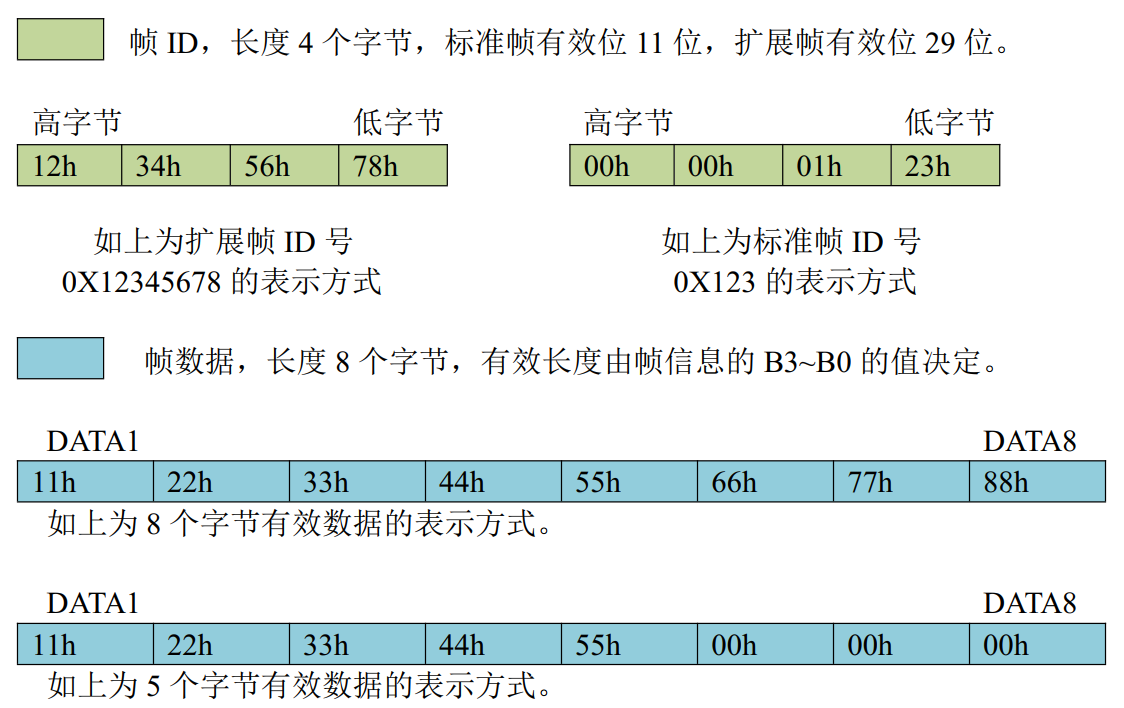 帧 ID，长度 4 个字节，标准帧有效位 11 位，扩展帧有效位 29 位。
高字节 低字节 高字节 低字节
12h 34h 56h 78h 00h 00h 01h 23h
如上为扩展帧 ID 号 如上为标准帧 ID 号
0X12345678 的表示方式 0X123 的表示方式
帧数据，长度 8 个字节，有效长度由帧信息的 B3~B0 的值决定。
DATA1 DATA8
11h 22h 33h 44h 55h 66h 77h 88h
如上为 8 个字节有效数据的表示方式。
DATA1 DATA8
11h 22h 33h 44h 55h 00h 00h 00h
如上为 5 个字节有效数据的表示方式。